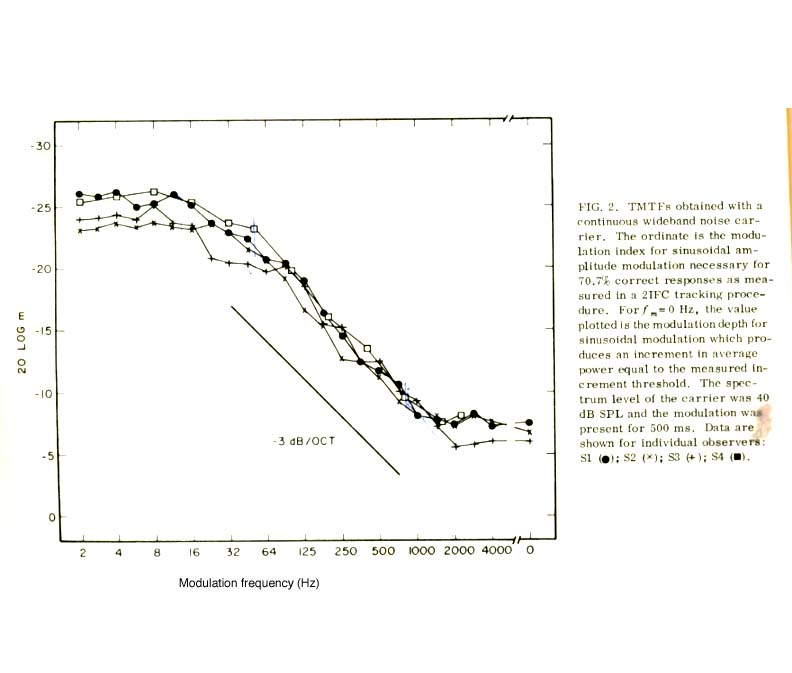 -30
-25
-20
-15
-10
-5
0
20 LOG m
-3 dB/OCT
2 4 8 16 32 64 125 250 500 1000 2000 4000 0
Modulation frequency (Hz)
FIG. 2. TMTFs obtained with a
continuous wideband noise car-
rier. The ordinate is the modu-
lation index for sinusoidal am-
plitude modulation necessary for
70.7% correct responses as mea-
sured in a 2IFC tracking proce-
dure. For fm = 0 Hz, the value
plotted is the modulation depth for
sinusoidal modulation which pro-
duces an increment in average
power equal to the measured in-
crement threshold. The spec-
trum level of the carrier was 40
dB SPL and the modulation was
present for 500 ms. Data are
shown for individual observers:
S1 (●); S2 (×); S3 (+); S4 (■).